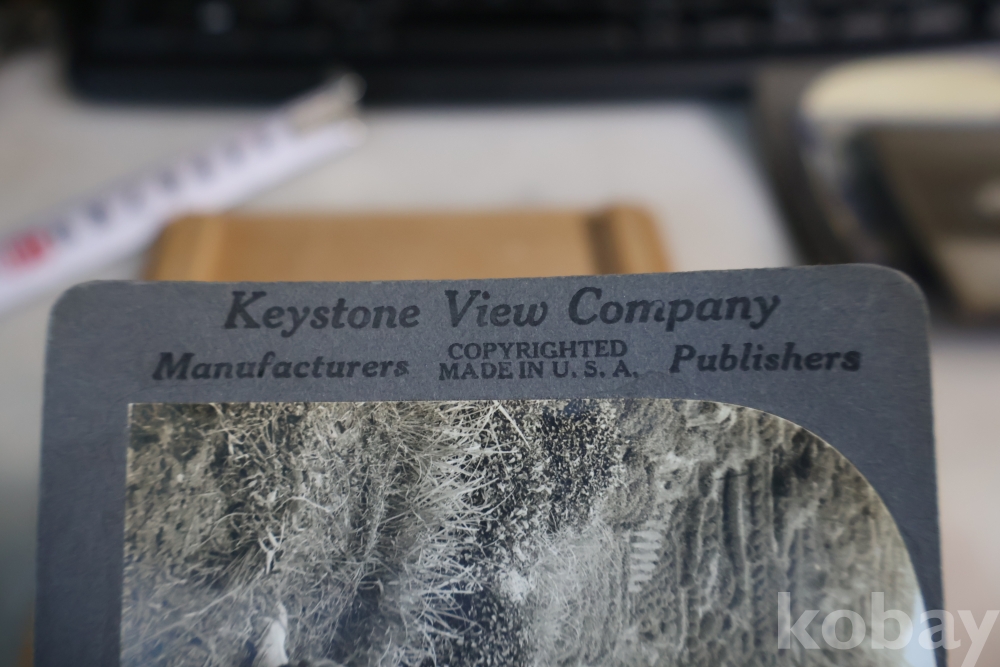 Keystone View Company
Manufacturers COPYRIGHTED Publishers
MADE IN U. S. A.
kobay